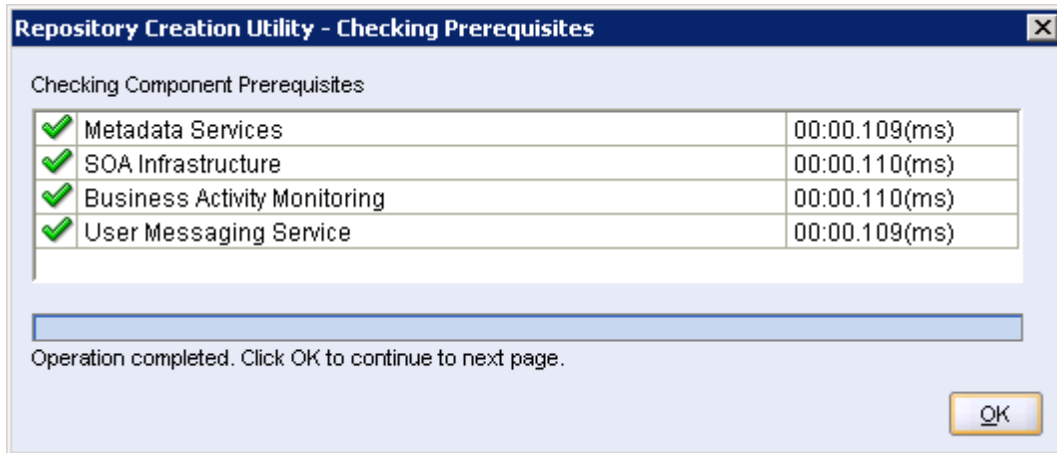 Repository Creation Utility - Checking Prerequisites
Checking Component Prerequisites
Metadata Services 00:00.109(ms)
SOA Infrastructure 00:00.110(ms)
Business Activity Monitoring 00:00.110(ms)
User Messaging Service 00:00.109(ms)
Operation completed. Click OK to continue to next page.
OK